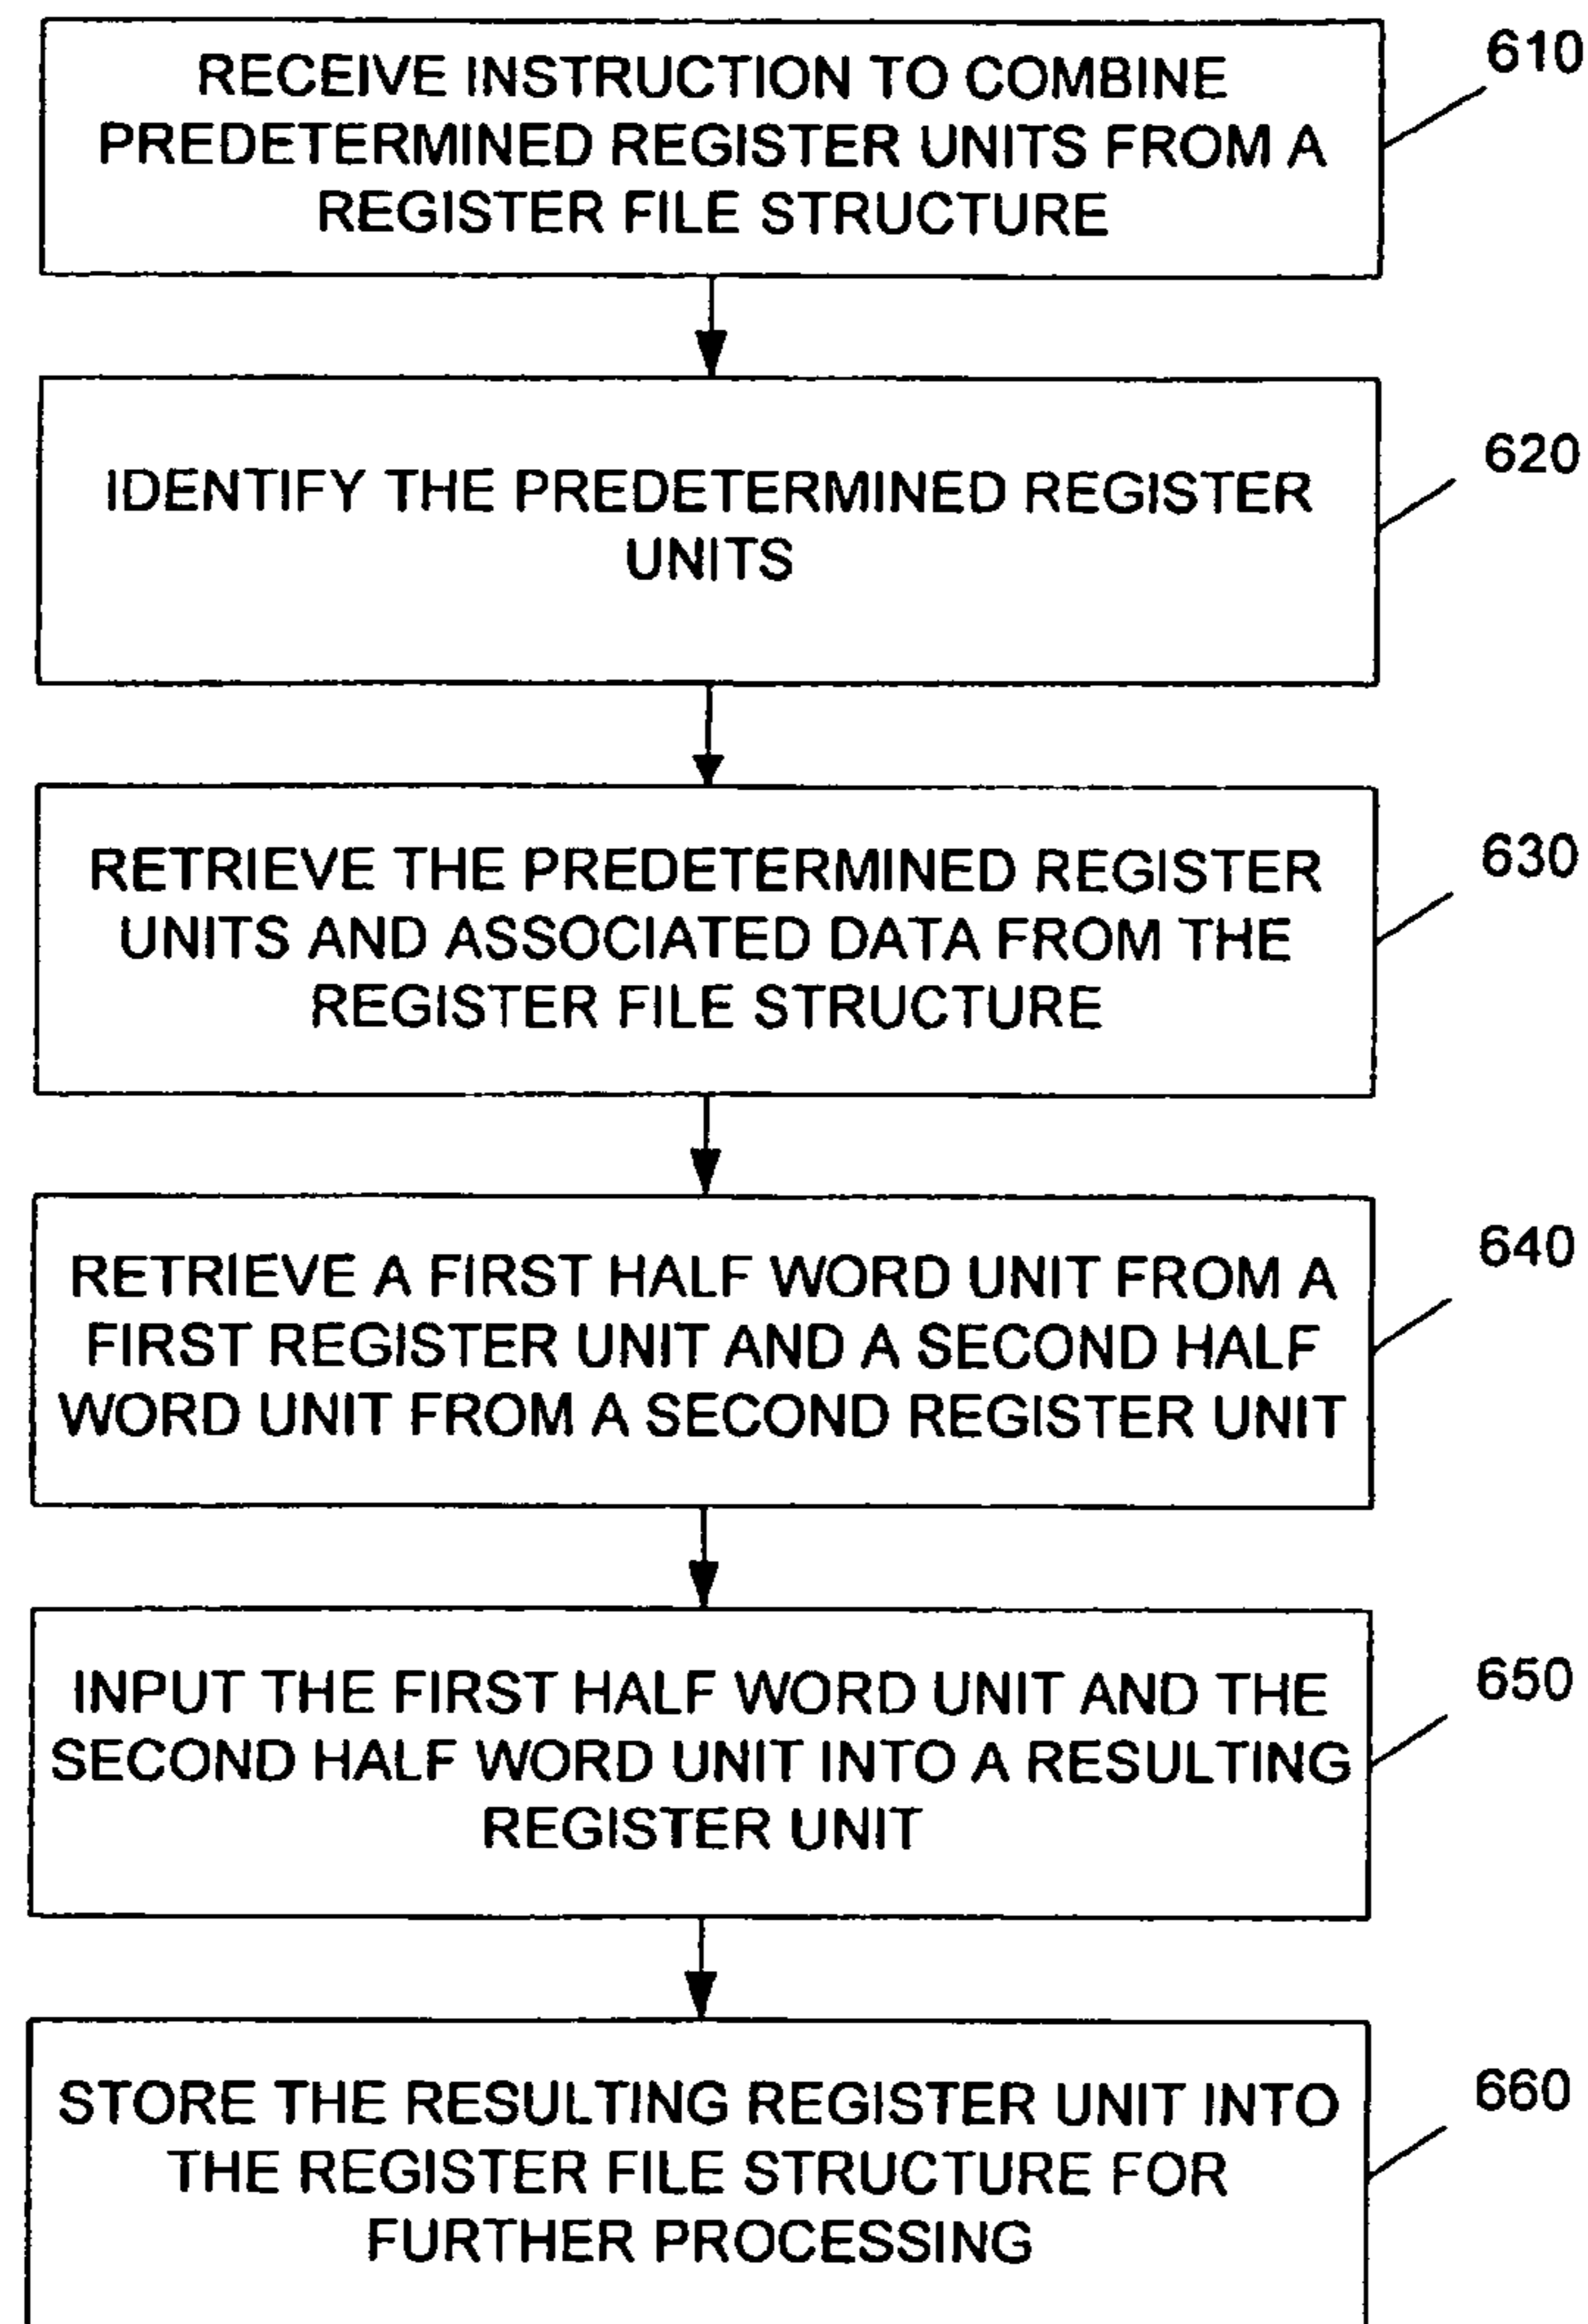 RECEIVE INSTRUCTION TO COMBINE
PREDETERMINED REGISTER UNITS FROM A
REGISTER FILE STRUCTURE
610
IDENTIFY THE PREDETERMINED REGISTER
UNITS
620
RETRIEVE THE PREDETERMINED REGISTER
UNITS AND ASSOCIATED DATA FROM THE
REGISTER FILE STRUCTURE
630
RETRIEVE A FIRST HALF WORD UNIT FROM A
FIRST REGISTER UNIT AND A SECOND HALF
WORD UNIT FROM A SECOND REGISTER UNIT
640
INPUT THE FIRST HALF WORD UNIT AND THE
SECOND HALF WORD UNIT INTO A RESULTING
REGISTER UNIT
650
STORE THE RESULTING REGISTER UNIT INTO
THE REGISTER FILE STRUCTURE FOR
FURTHER PROCESSING
660